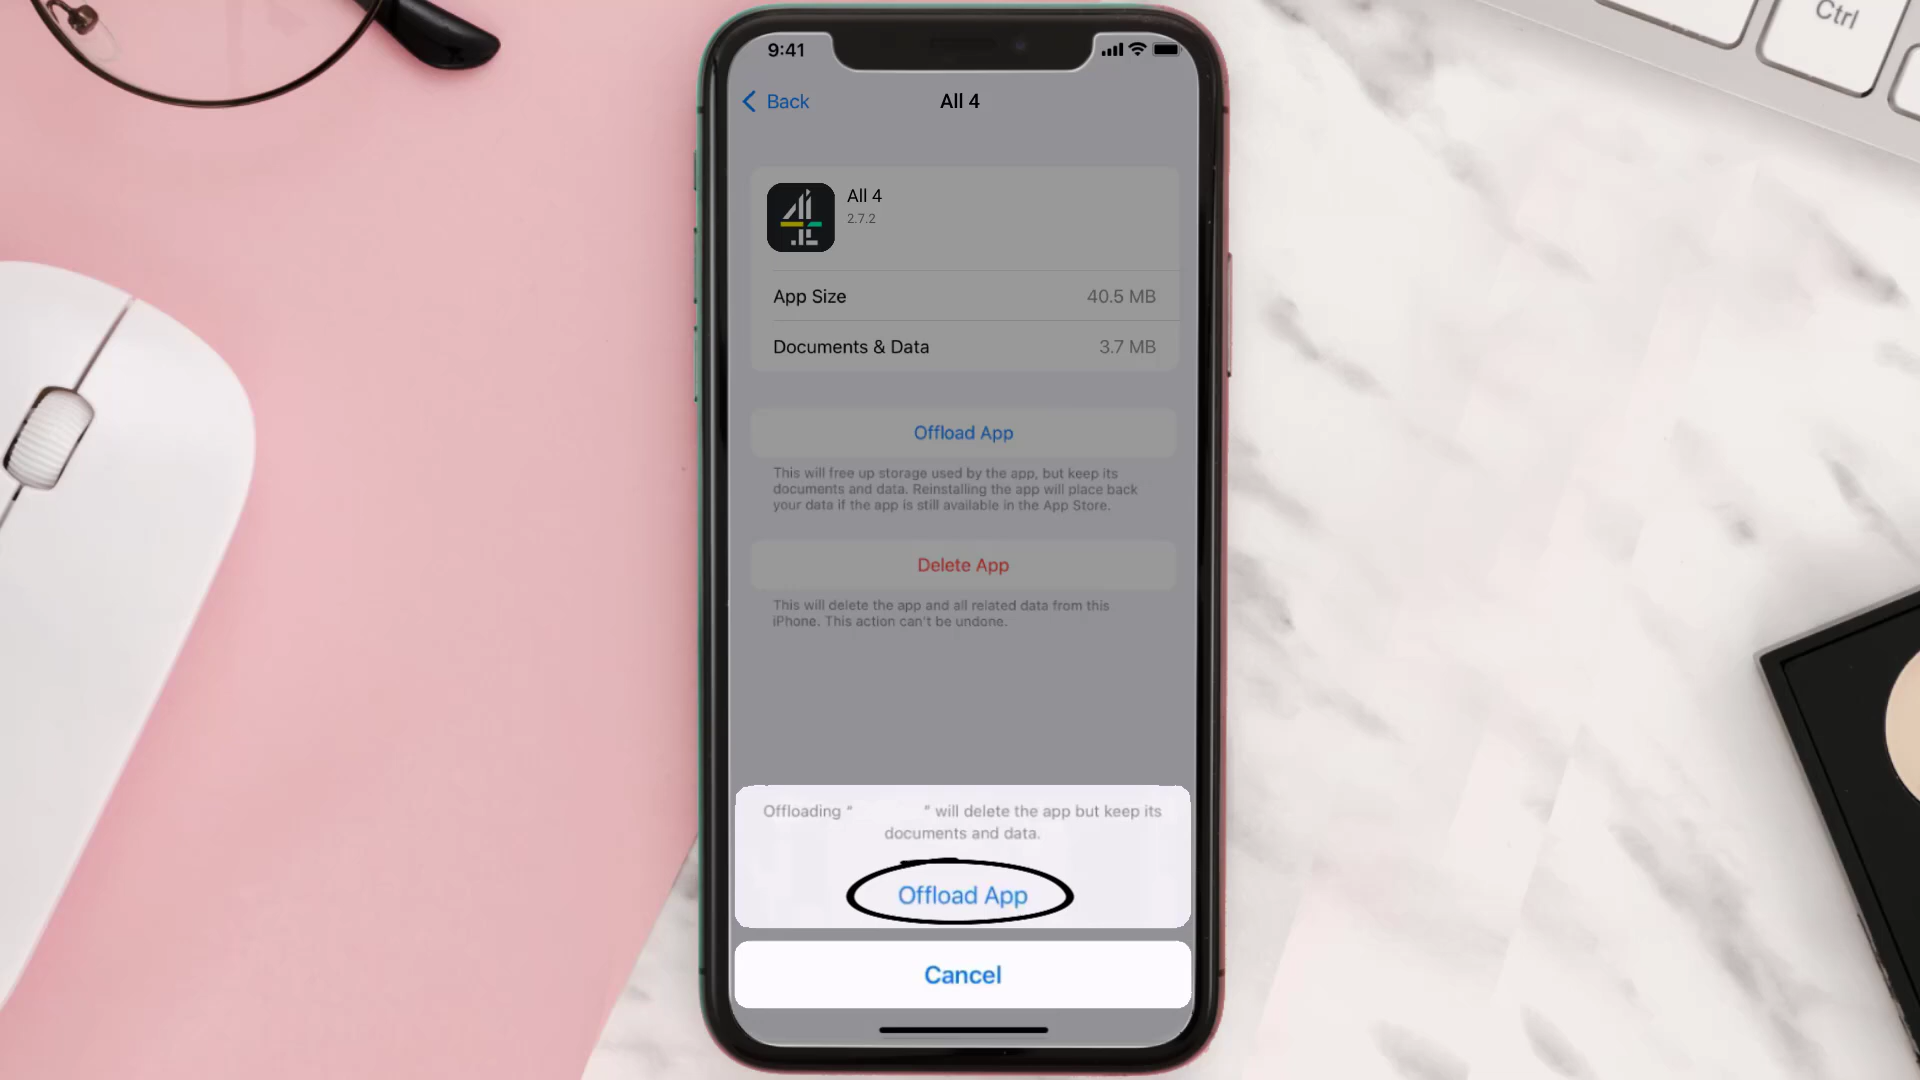 Ctrl
9:41
Back
All 4
All 4
2.7.2
App Size
40.5 MB
Documents & Data
3.7 MB
Offload App
This will free up storage used by the app, but keep its
documents and data. Reinstalling the app will place back
your data if the app is still available in the App Store.
Delete App
This will delete the app and all related data from this
iPhone. This action can't be undone.
Offloading “ ” will delete the app but keep its
documents and data.
Offload App
Cancel